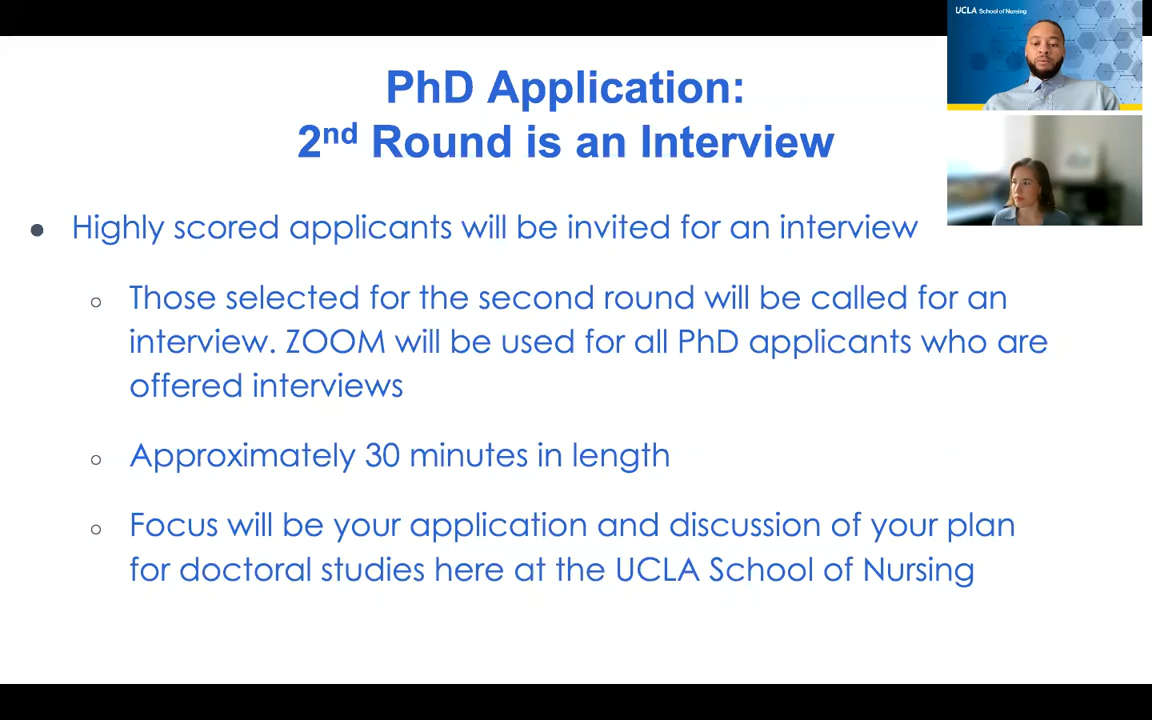 UCLA School of Nursing
PhD Application:
2nd Round is an Interview
● Highly scored applicants will be invited for an interview
○ Those selected for the second round will be called for an
interview. ZOOM will be used for all PhD applicants who are
offered interviews
○ Approximately 30 minutes in length
○ Focus will be your application and discussion of your plan
for doctoral studies here at the UCLA School of Nursing